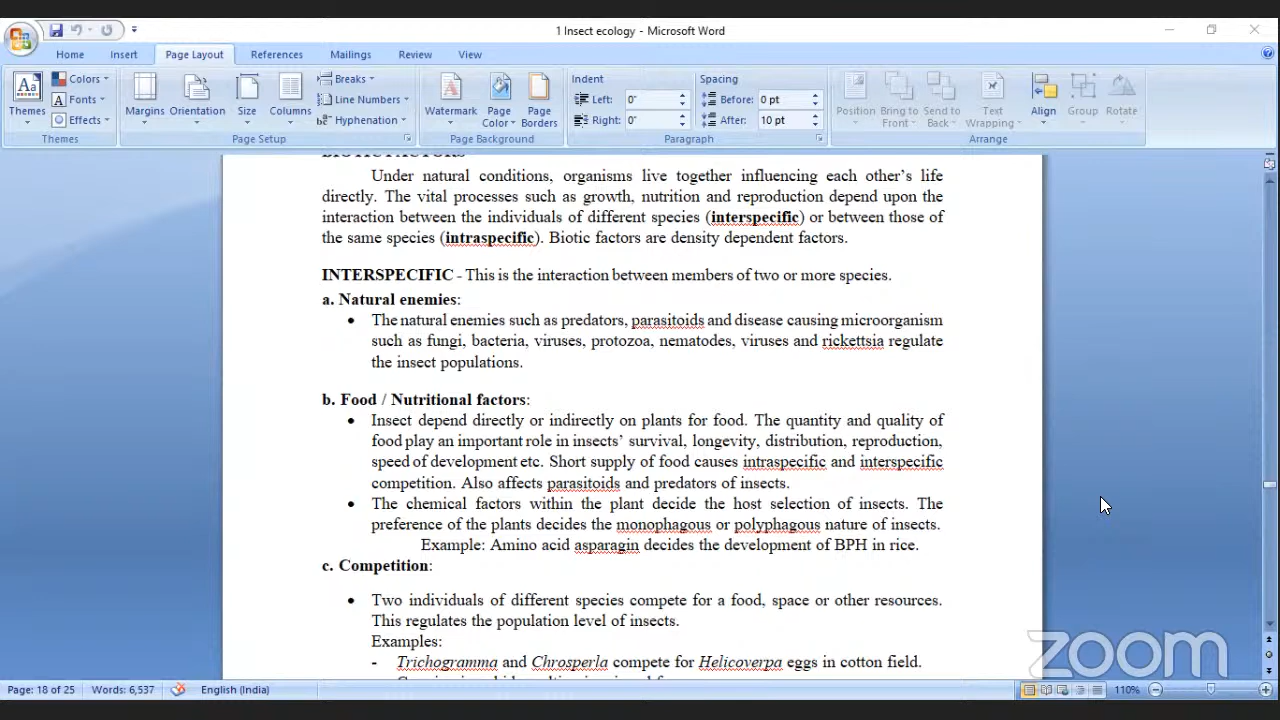 1 Insect ecology - Microsoft Word
Home Insert Page Layout References Mailings Review View
Themes Colors Fonts Effects Themes
Margins Orientation Size Columns Breaks Line Numbers Hyphenation Page Setup
Watermark Page Color Page Borders Page Background
Indent Left: 0" Right: 0" Spacing Before: 0 pt After: 10 pt Paragraph
Position Bring to Front Send to Back Text Wrapping Align Group Rotate Arrange
BIOTIC FACTORS
Under natural conditions, organisms live together influencing each other's life
directly. The vital processes such as growth, nutrition and reproduction depend upon the
interaction between the individuals of different species (interspecific) or between those of
the same species (intraspecific). Biotic factors are density dependent factors.
INTERSPECIFIC - This is the interaction between members of two or more species.
a. Natural enemies:
• The natural enemies such as predators, parasitoids and disease causing microorganism
such as fungi, bacteria, viruses, protozoa, nematodes, viruses and rickettsia regulate
the insect populations.
b. Food / Nutritional factors:
• Insect depend directly or indirectly on plants for food. The quantity and quality of
food play an important role in insects' survival, longevity, distribution, reproduction,
speed of development etc. Short supply of food causes intraspecific and interspecific
competition. Also affects parasitoids and predators of insects.
• The chemical factors within the plant decide the host selection of insects. The
preference of the plants decides the monophagous or polyphagous nature of insects.
Example: Amino acid asparagin decides the development of BPH in rice.
c. Competition:
• Two individuals of different species compete for a food, space or other resources.
This regulates the population level of insects.
Examples:
- Trichogramma and Chrosperla compete for Helicoverpa eggs in cotton field.
zoom
Page: 18 of 25 Words: 6,537 English (India) 110%